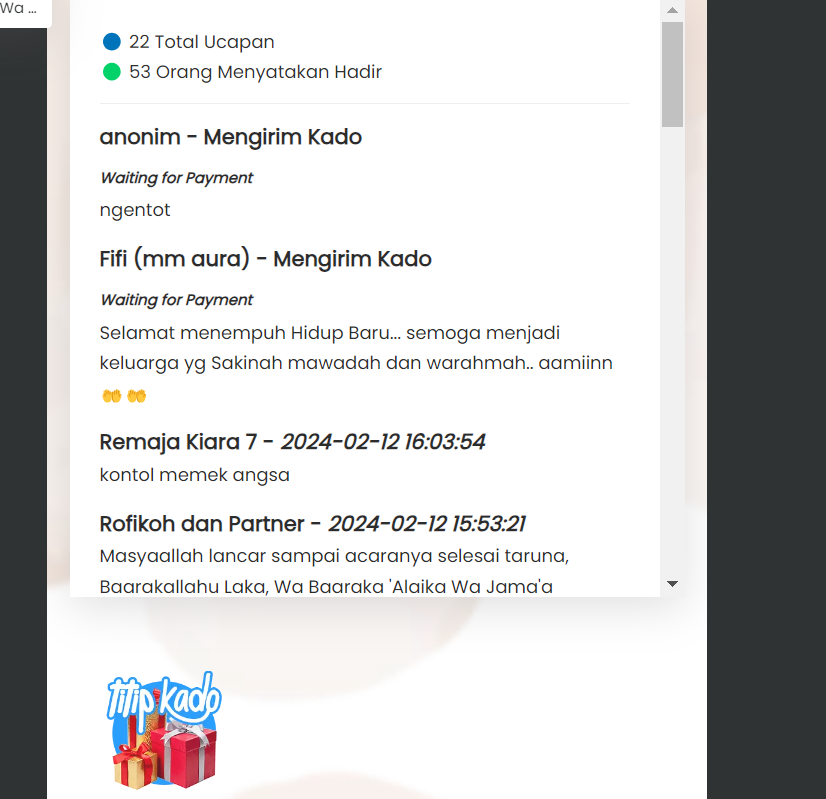 Wa ...
22 Total Ucapan
53 Orang Menyatakan Hadir
anonim - Mengirim Kado
Waiting for Payment
ngentot
Fifi (mm aura) - Mengirim Kado
Waiting for Payment
Selamat menempuh Hidup Baru... semoga menjadi
keluarga yg Sakinah mawadah dan warahmah.. aamiinn
🤲🤲
Remaja Kiara 7 - 2024-02-12 16:03:54
kontol memek angsa
Rofikoh dan Partner - 2024-02-12 15:53:21
Masyaallah lancar sampai acaranya selesai taruna,
Baarakallahu Laka, Wa Baaraka 'Alaika Wa Jama'a
titip kado